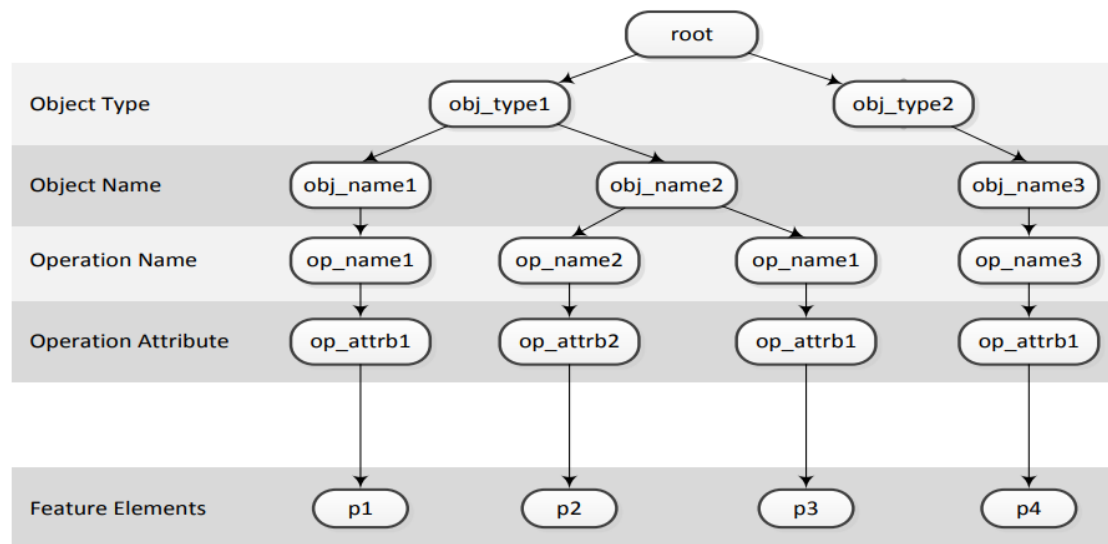 root
Object Type
obj_type1
obj_type2
Object Name
obj_name1
obj_name2
obj_name3
Operation Name
op_name1
op_name2
op_name1
op_name3
Operation Attribute
op_attrb1
op_attrb2
op_attrb1
op_attrb1
Feature Elements
p1
p2
p3
p4